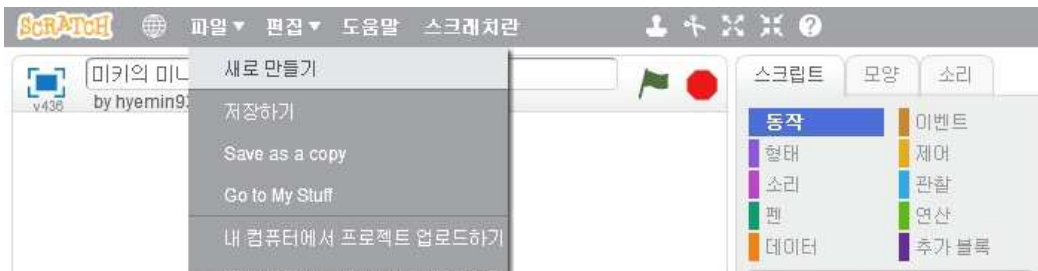 SCRATCH 파일 편집 도움말 스크래치란
미키의 미니
v436
by hyemin9
새로 만들기
저장하기
Save as a copy
Go to My Stuff
내 컴퓨터에서 프로젝트 업로드하기
스크립트 모양 소리
동작 이벤트
형태 제어
소리 관찰
펜 연산
데이터 추가 블록